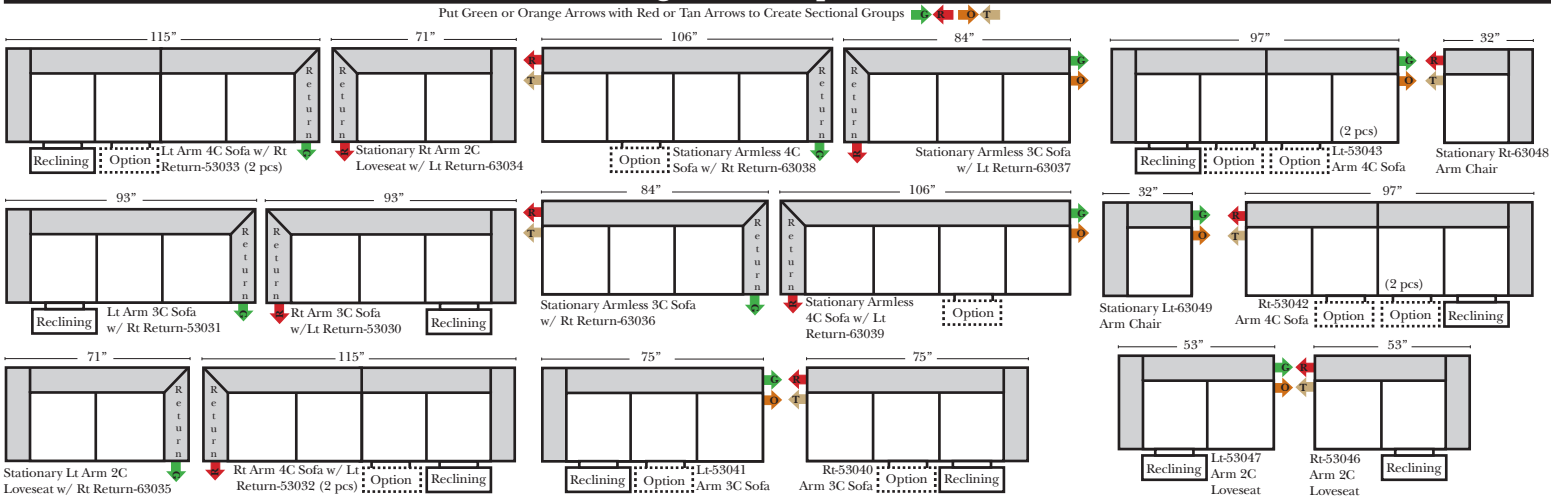 Put Green or Orange Arrows with Red or Tan Arrows to Create Sectional Groups G R O T
115”
Return
G
Reclining
Option
Lt Arm 4C Sofa w/ Rt
Return-53033 (2 pcs)
71”
Return
R
Stationary Rt Arm 2C
Loveseat w/ Lt Return-63034
106”
R
T
Return
G
Option
Stationary Armless 4C
Sofa w/ Rt Return-63038
84”
G
O
Return
R
Stationary Armless 3C Sofa
w/ Lt Return-63037
97”
G
O
(2 pcs)
Reclining
Option
Option
Lt-53043
Arm 4C Sofa
32”
R
T
Stationary Rt-63048
Arm Chair
93”
Return
G
Reclining
Lt Arm 3C Sofa
w/ Rt Return-53031
93”
Return
R
Rt Arm 3C Sofa
w/Lt Return-53030
Reclining
84”
R
T
Return
G
Stationary Armless 3C Sofa
w/ Rt Return-63036
106”
G
O
Return
R
Stationary Armless
4C Sofa w/ Lt
Return-63039
Option
32”
G
O
Stationary Lt-63049
Arm Chair
97”
R
T
(2 pcs)
Rt-53042
Arm 4C Sofa
Option
Option
Reclining
71”
Return
G
Stationary Lt Arm 2C
Loveseat w/ Rt Return-63035
115”
Return
R
Rt Arm 4C Sofa w/ Lt
Return-53032 (2 pcs)
Option
Reclining
75”
G
O
Reclining
Option
Lt-53041
Arm 3C Sofa
75”
R
T
Rt-53040
Arm 3C Sofa
Option
Reclining
53”
G
O
Reclining
Lt-53047
Arm 2C
Loveseat
53”
R
T
Rt-53046
Arm 2C
Loveseat
Reclining